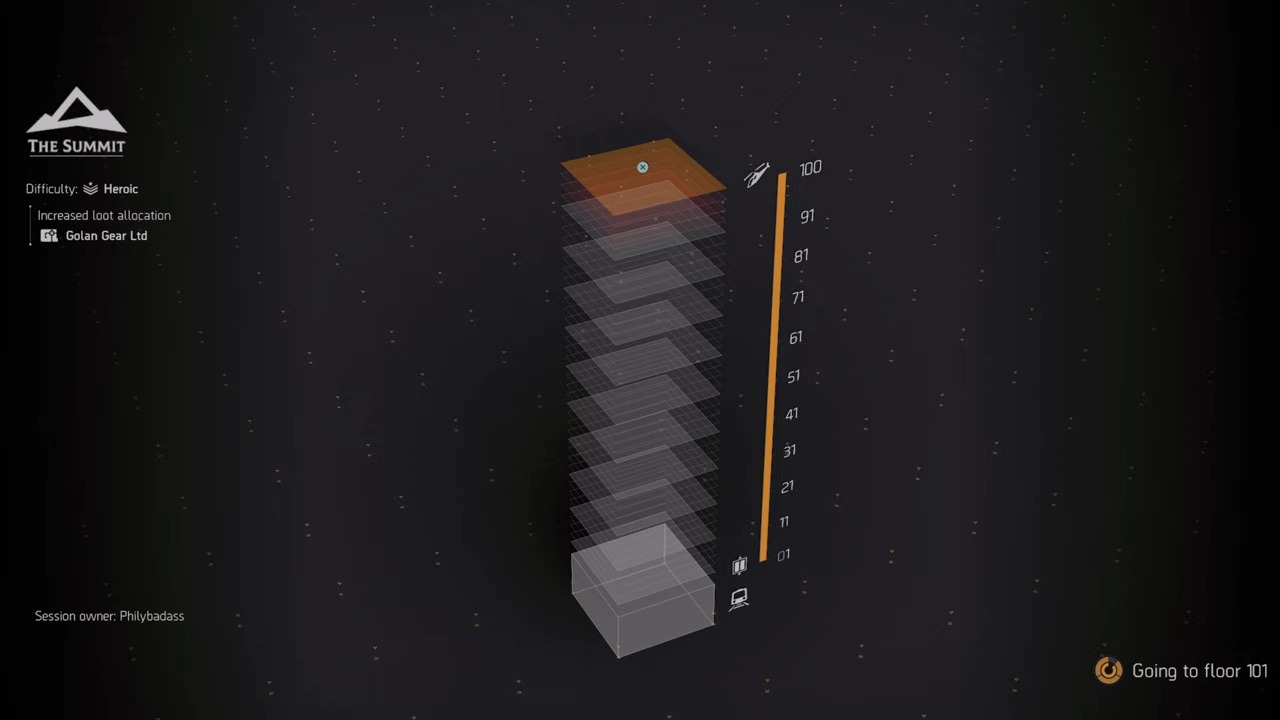 THE SUMMIT
Difficulty: Heroic
Increased loot allocation
Golan Gear Ltd
100
91
81
71
61
51
41
31
21
11
01
Session owner: Philybadass
Going to floor 101